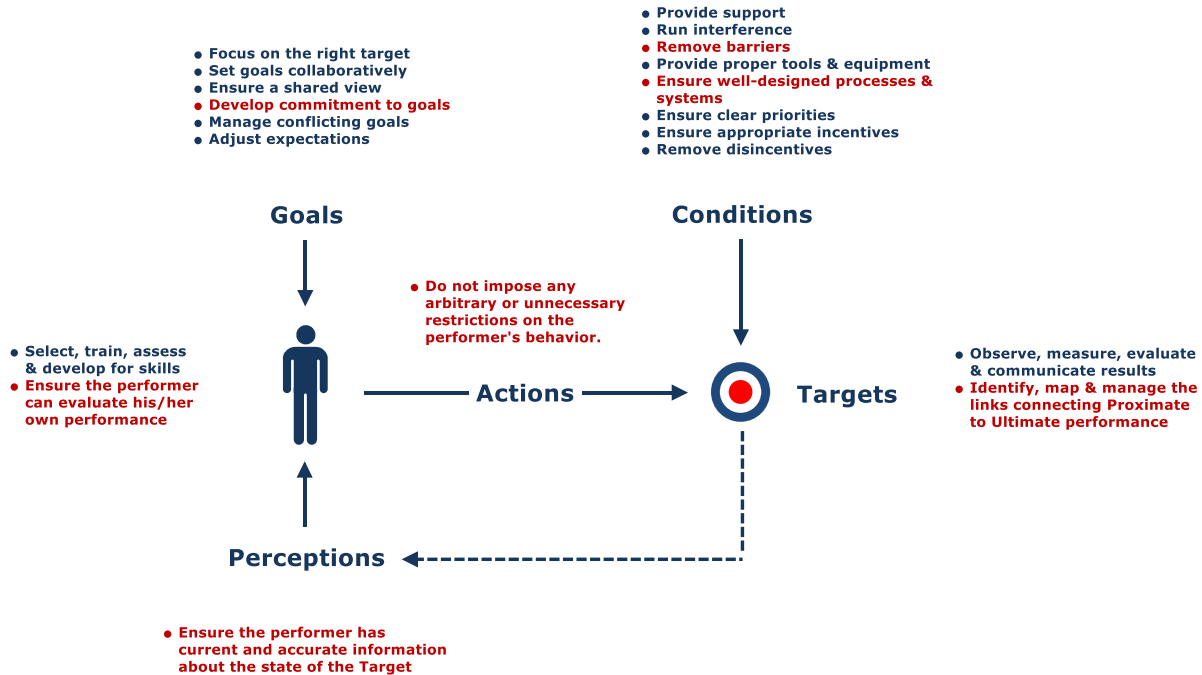 ● Provide support
● Run interference
● Remove barriers
● Provide proper tools & equipment
● Ensure well-designed processes &
systems
● Ensure clear priorities
● Ensure appropriate incentives
● Remove disincentives
● Focus on the right target
● Set goals collaboratively
● Ensure a shared view
● Develop commitment to goals
● Manage conflicting goals
● Adjust expectations
Goals
Conditions
● Do not impose any
arbitrary or unnecessary
restrictions on the
performer's behavior.
● Select, train, assess
& develop for skills
● Ensure the performer
can evaluate his/her
own performance
Actions
Targets
● Observe, measure, evaluate
& communicate results
● Identify, map & manage the
links connecting Proximate
to Ultimate performance
Perceptions
● Ensure the performer has
current and accurate information
about the state of the Target